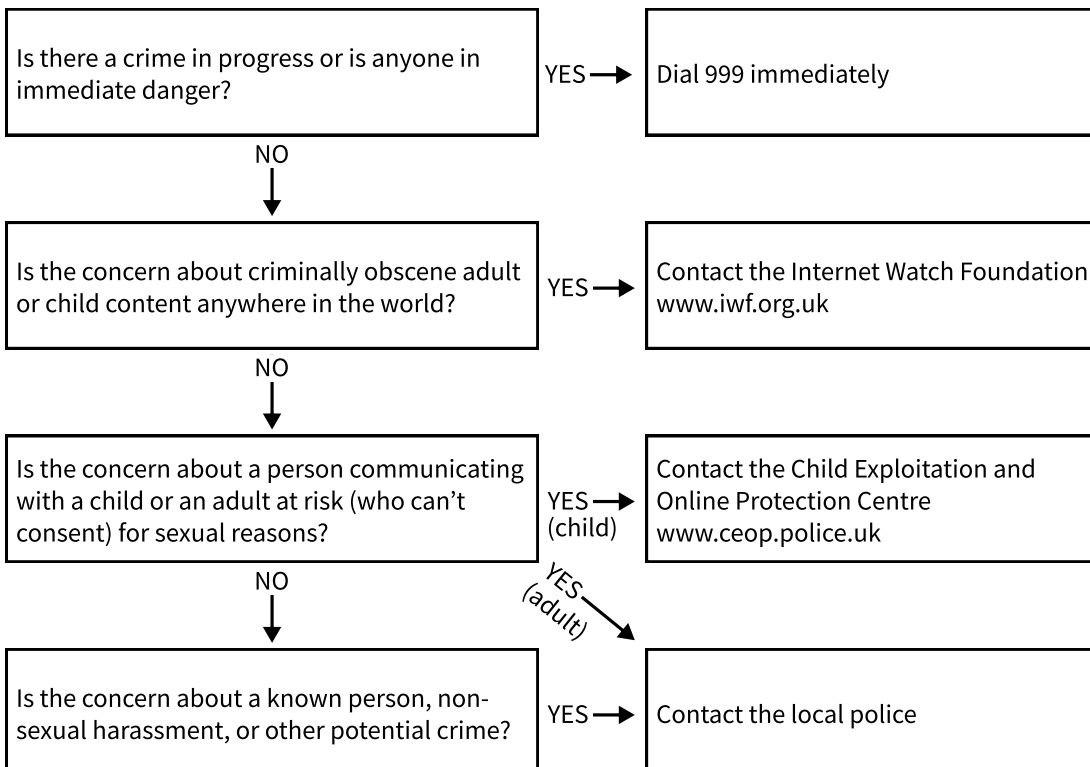 Is there a crime in progress or is anyone in
immediate danger?
YES
Dial 999 immediately
NO
Is the concern about criminally obscene adult
or child content anywhere in the world?
YES
Contact the Internet Watch Foundation
www.iwf.org.uk
NO
Is the concern about a person communicating
with a child or an adult at risk (who can’t
consent) for sexual reasons?
YES
(child)
Contact the Child Exploitation and
Online Protection Centre
www.ceop.police.uk
NO
YES
(adult)
Is the concern about a known person, non-
sexual harassment, or other potential crime?
YES
Contact the local police